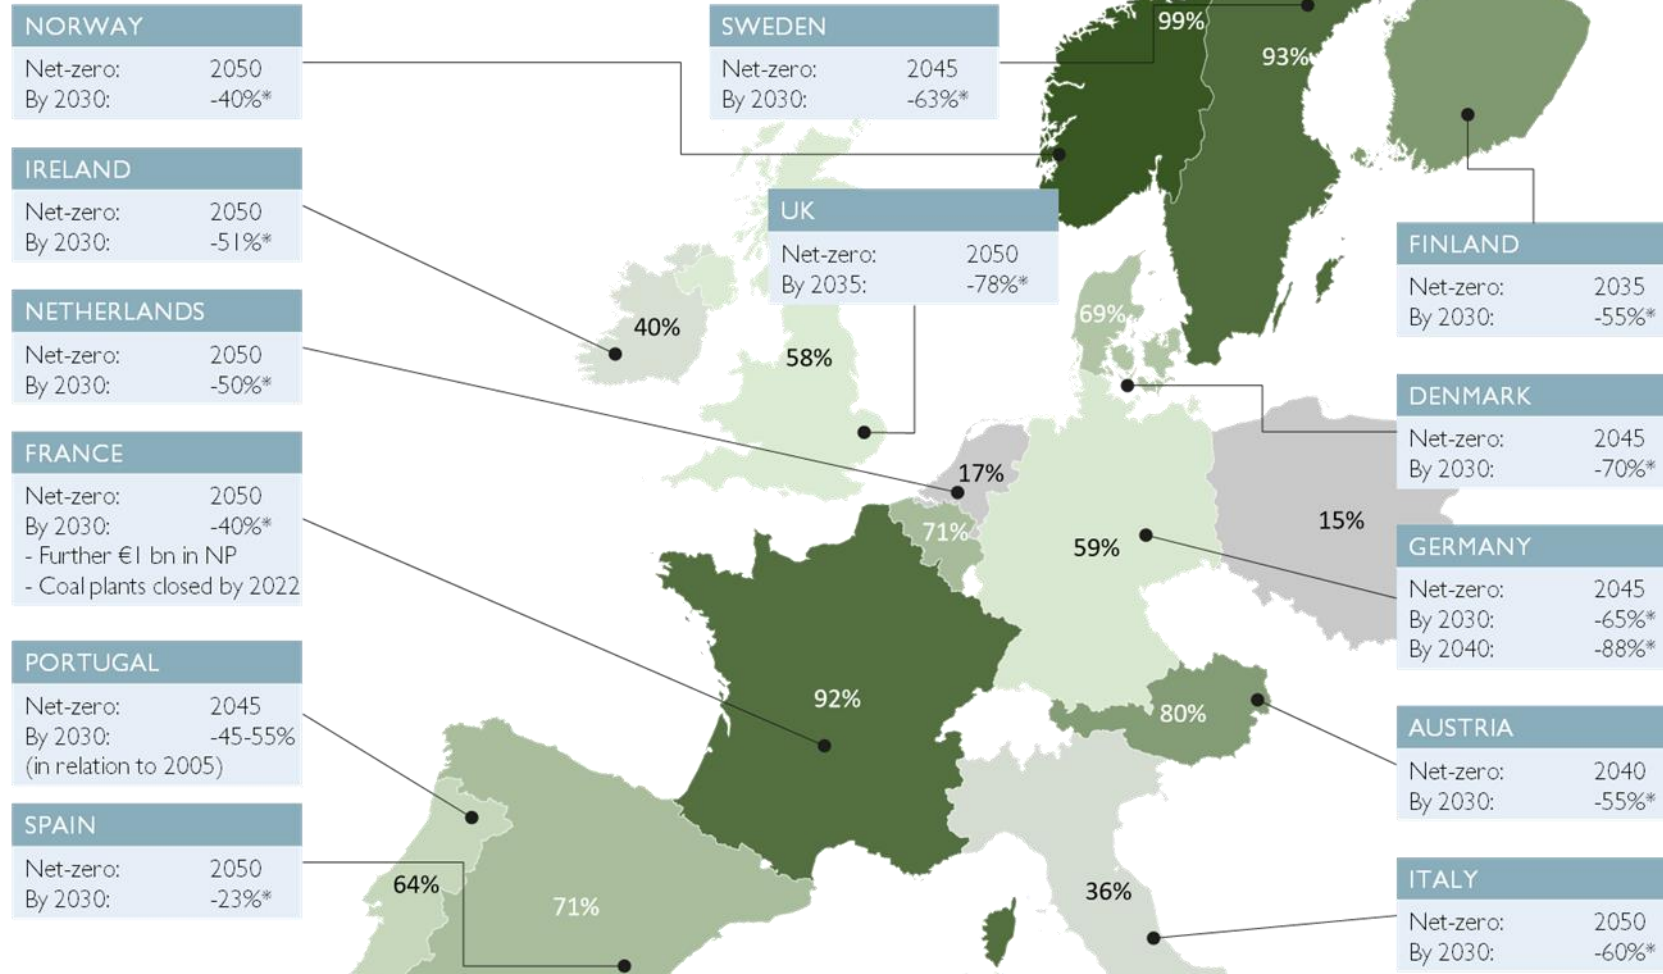 NORWAY
Net-zero: 2050
By 2030: -40%*
SWEDEN
Net-zero: 2045
By 2030: -63%*
99%
93%
IRELAND
Net-zero: 2050
By 2030: -51%*
UK
Net-zero: 2050
By 2035: -78%*
FINLAND
Net-zero: 2035
By 2030: -55%*
NETHERLANDS
Net-zero: 2050
By 2030: -50%*
40%
58%
69%
DENMARK
Net-zero: 2045
By 2030: -70%*
FRANCE
Net-zero: 2050
By 2030: -40%*
- Further €1 bn in NP
- Coal plants closed by 2022
17%
71%
59%
15%
GERMANY
Net-zero: 2045
By 2030: -65%*
By 2040: -88%*
PORTUGAL
Net-zero: 2045
By 2030: -45-55%
(in relation to 2005)
92%
80%
AUSTRIA
Net-zero: 2040
By 2030: -55%*
SPAIN
Net-zero: 2050
By 2030: -23%*
64%
71%
36%
ITALY
Net-zero: 2050
By 2030: -60%*